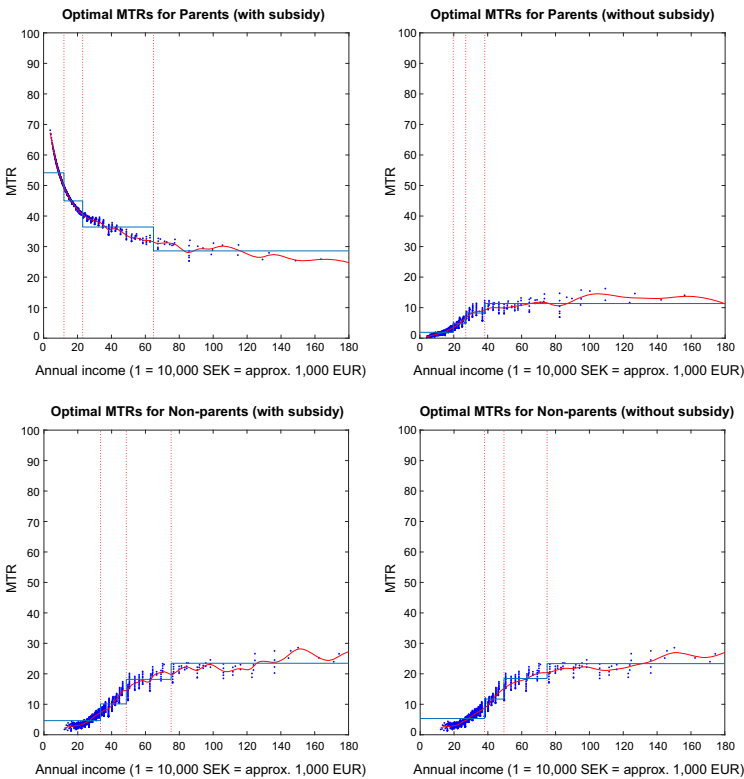 Optimal MTRs for Parents (with subsidy)
100
90
80
70
60
50
40
30
20
10
0
MTR
0 20 40 60 80 100 120 140 160 180
Annual income (1 = 10,000 SEK = approx. 1,000 EUR)
Optimal MTRs for Parents (without subsidy)
100
90
80
70
60
50
40
30
20
10
0
MTR
0 20 40 60 80 100 120 140 160 180
Annual income (1 = 10,000 SEK = approx. 1,000 EUR)
Optimal MTRs for Non-parents (with subsidy)
100
90
80
70
60
50
40
30
20
10
0
MTR
0 20 40 60 80 100 120 140 160 180
Annual income (1 = 10,000 SEK = approx. 1,000 EUR)
Optimal MTRs for Non-parents (without subsidy)
100
90
80
70
60
50
40
30
20
10
0
MTR
0 20 40 60 80 100 120 140 160 180
Annual income (1 = 10,000 SEK = approx. 1,000 EUR)